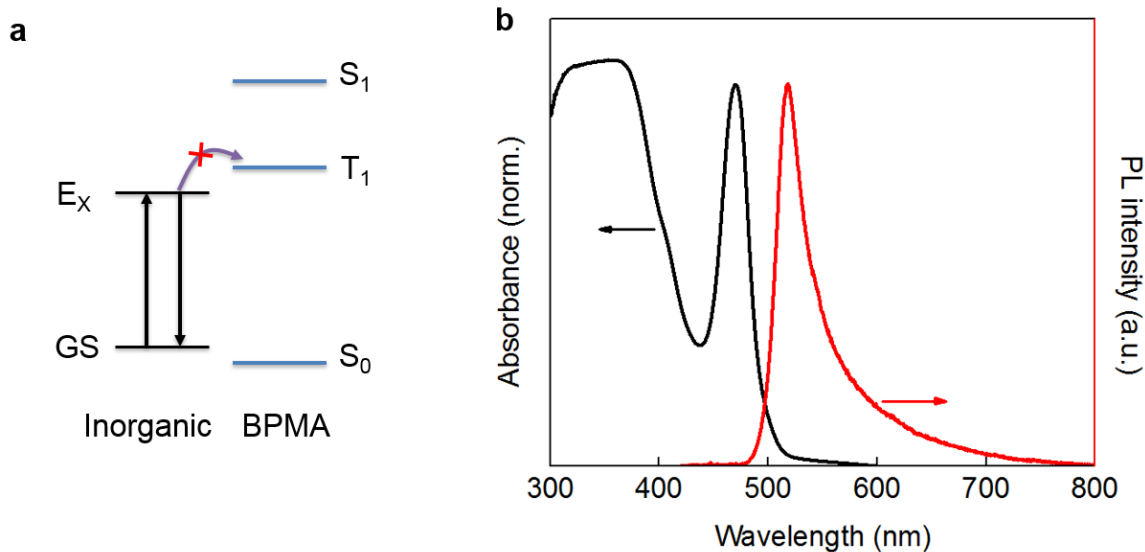 a
S₁
T₁
Eₓ
GS
S₀
Inorganic
BPMA
b
Absorbance (norm.)
PL intensity (a.u.)
300
400
500
600
700
800
Wavelength (nm)